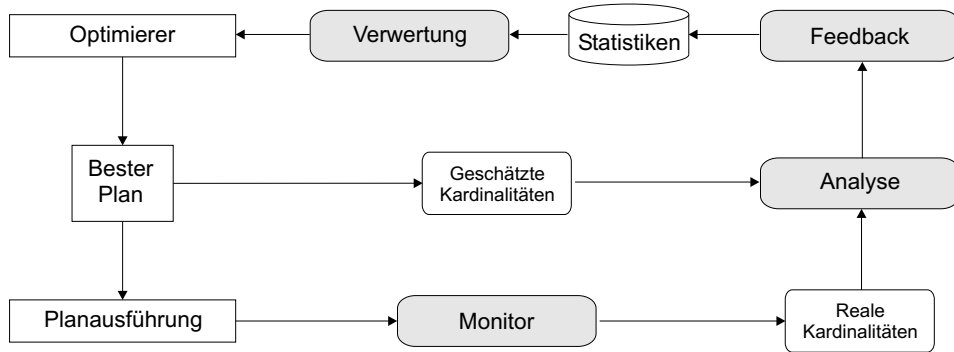 Optimierer
Verwertung
Statistiken
Feedback
Bester
Plan
Geschätzte
Kardinalitäten
Analyse
Planausführung
Monitor
Reale
Kardinalitäten